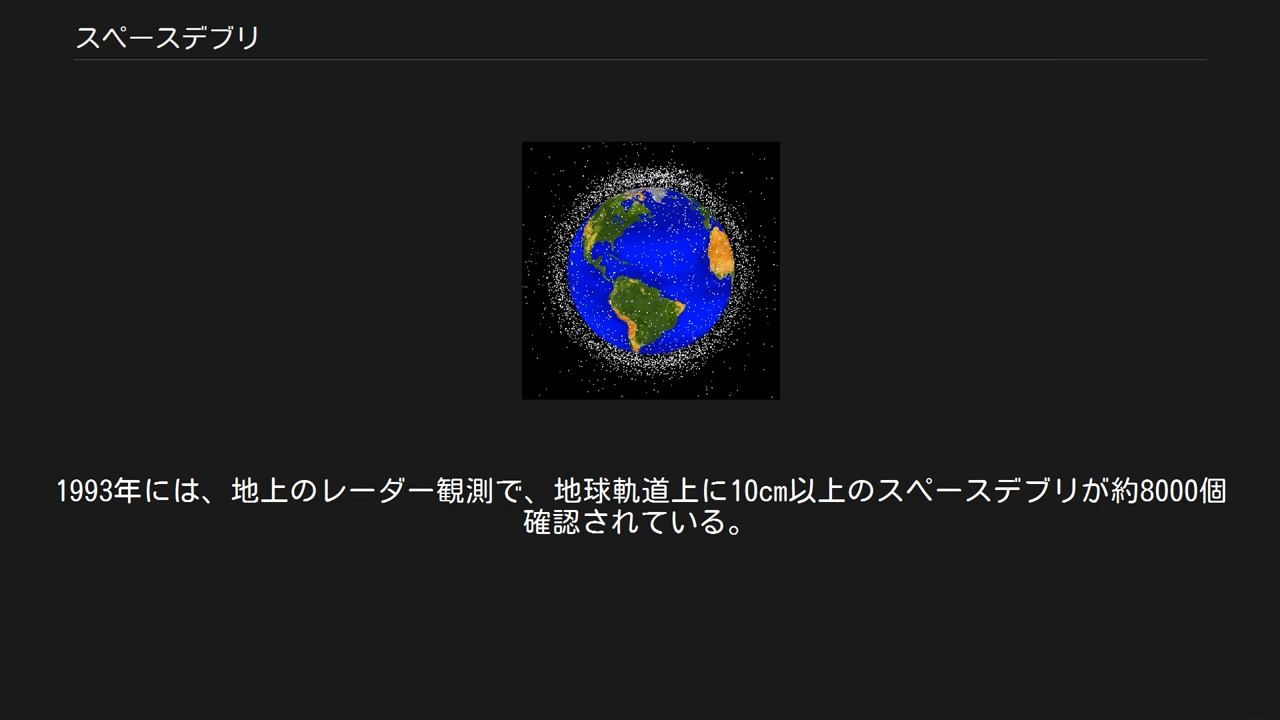 スペースデブリ
1993年には、地上のレーダー観測で、地球軌道上に10cm以上のスペースデブリが約8000個
確認されている。